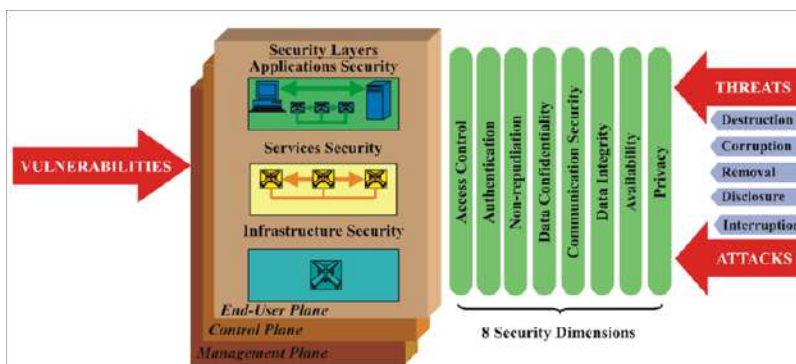 Security Layers
Applications Security
Services Security
Infrastructure Security
End-User Plane
Control Plane
Management Plane
VULNERABILITIES
Access Control
Authentication
Non-repudiation
Data Confidentiality
Communication Security
Data Integrity
Availability
Privacy
8 Security Dimensions
THREATS
Destruction
Corruption
Removal
Disclosure
Interruption
ATTACKS